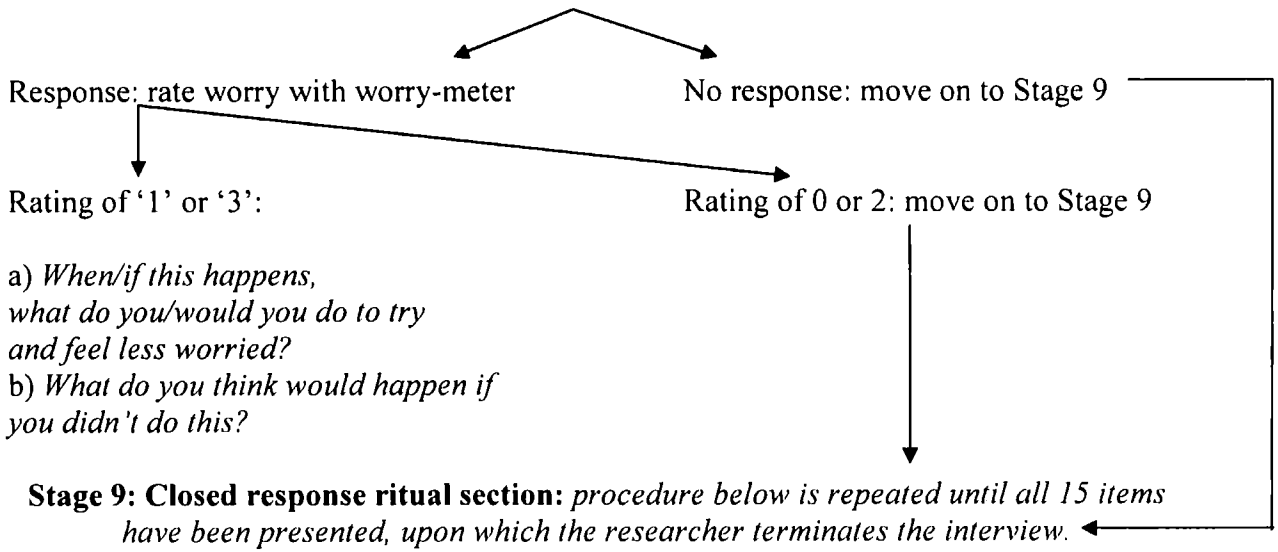 Response: rate worry with worry-meter
No response: move on to Stage 9
Rating of ‘1’ or ‘3’:
Rating of 0 or 2: move on to Stage 9
a) When/if this happens,
what do you/would you do to try
and feel less worried?
b) What do you think would happen if
you didn't do this?
Stage 9: Closed response ritual section: procedure below is repeated until all 15 items
have been presented, upon which the researcher terminates the interview.